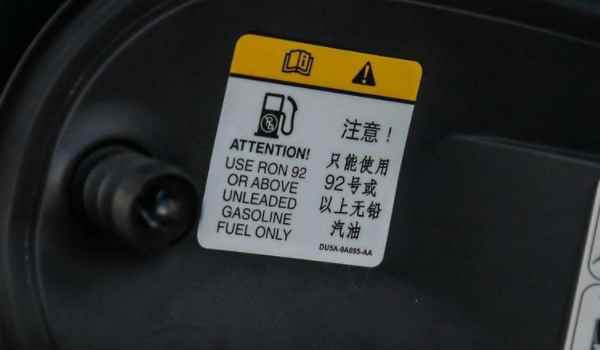 ATTENTION!
USE RON 92
OR ABOVE
UNLEADED
GASOLINE
FUEL ONLY
注意!
只能使用
92号或
以上无铅
汽油
DU5A-9A095-AA